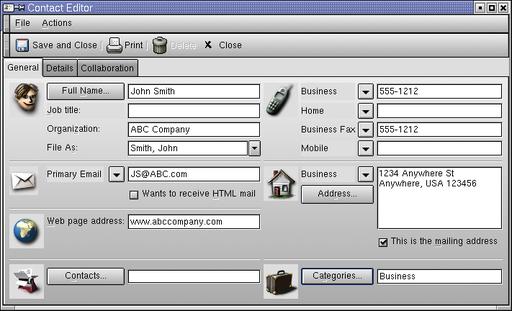 Contact Editor
File Actions
Save and Close Print Delete Close
General Details Collaboration
Full Name... John Smith
Job title:
Organization: ABC Company
File As: Smith, John
Business 555-1212
Home
Business Fax 555-1212
Mobile
Primary Email JS@ABC.com
Wants to receive HTML mail
Web page address: www.abccompany.com
Business
Address...
1234 Anywhere St
Anywhere, USA 123456
This is the mailing address
Contacts...
Categories... Business